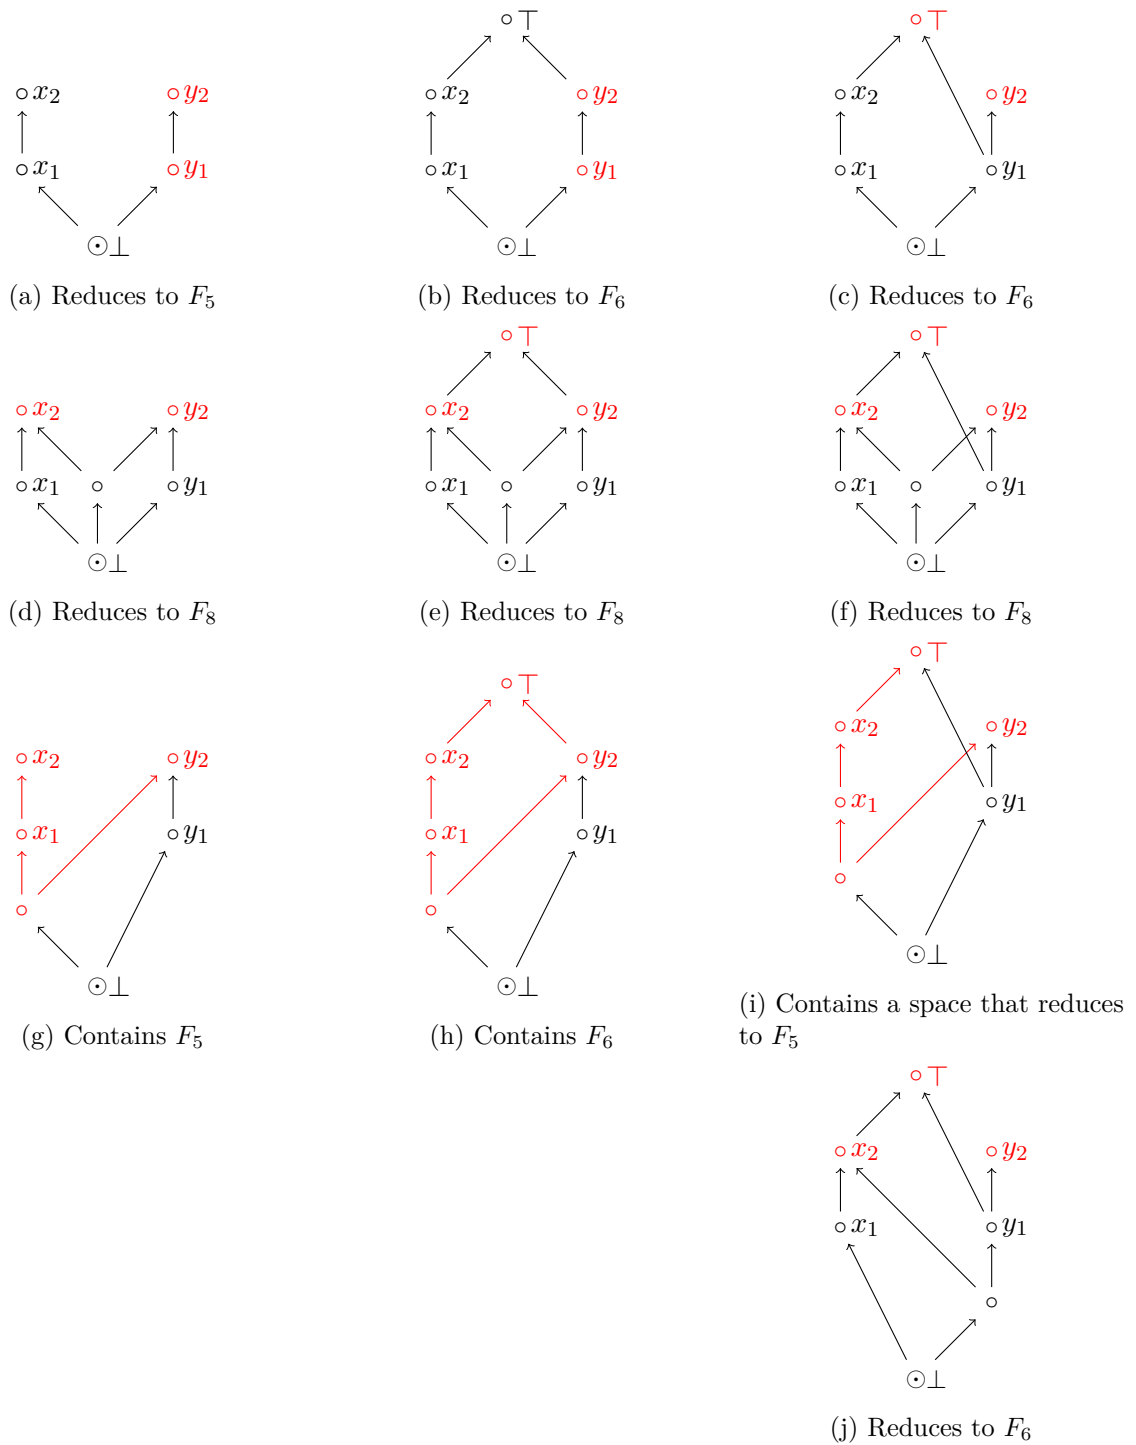 ⊤ ⊤
x₂ y₂ x₂ y₂ x₂ y₂
x₁ y₁ x₁ y₁ x₁ y₁
⊥ ⊥ ⊥
(a) Reduces to F₅ (b) Reduces to F₆ (c) Reduces to F₆
⊤ ⊤
x₂ y₂ x₂ y₂ x₂ y₂
x₁ y₁ x₁ y₁ x₁ y₁
⊥ ⊥ ⊥
(d) Reduces to F₈ (e) Reduces to F₈ (f) Reduces to F₈
⊤
⊤
x₂ y₂
x₂ y₂ x₂ y₂
x₁ y₁
x₁ y₁ x₁ y₁
⊥
⊥ ⊥
(i) Contains a space that reduces
to F₅
(g) Contains F₅ (h) Contains F₆
⊤
x₂ y₂
x₁ y₁
⊥
(j) Reduces to F₆